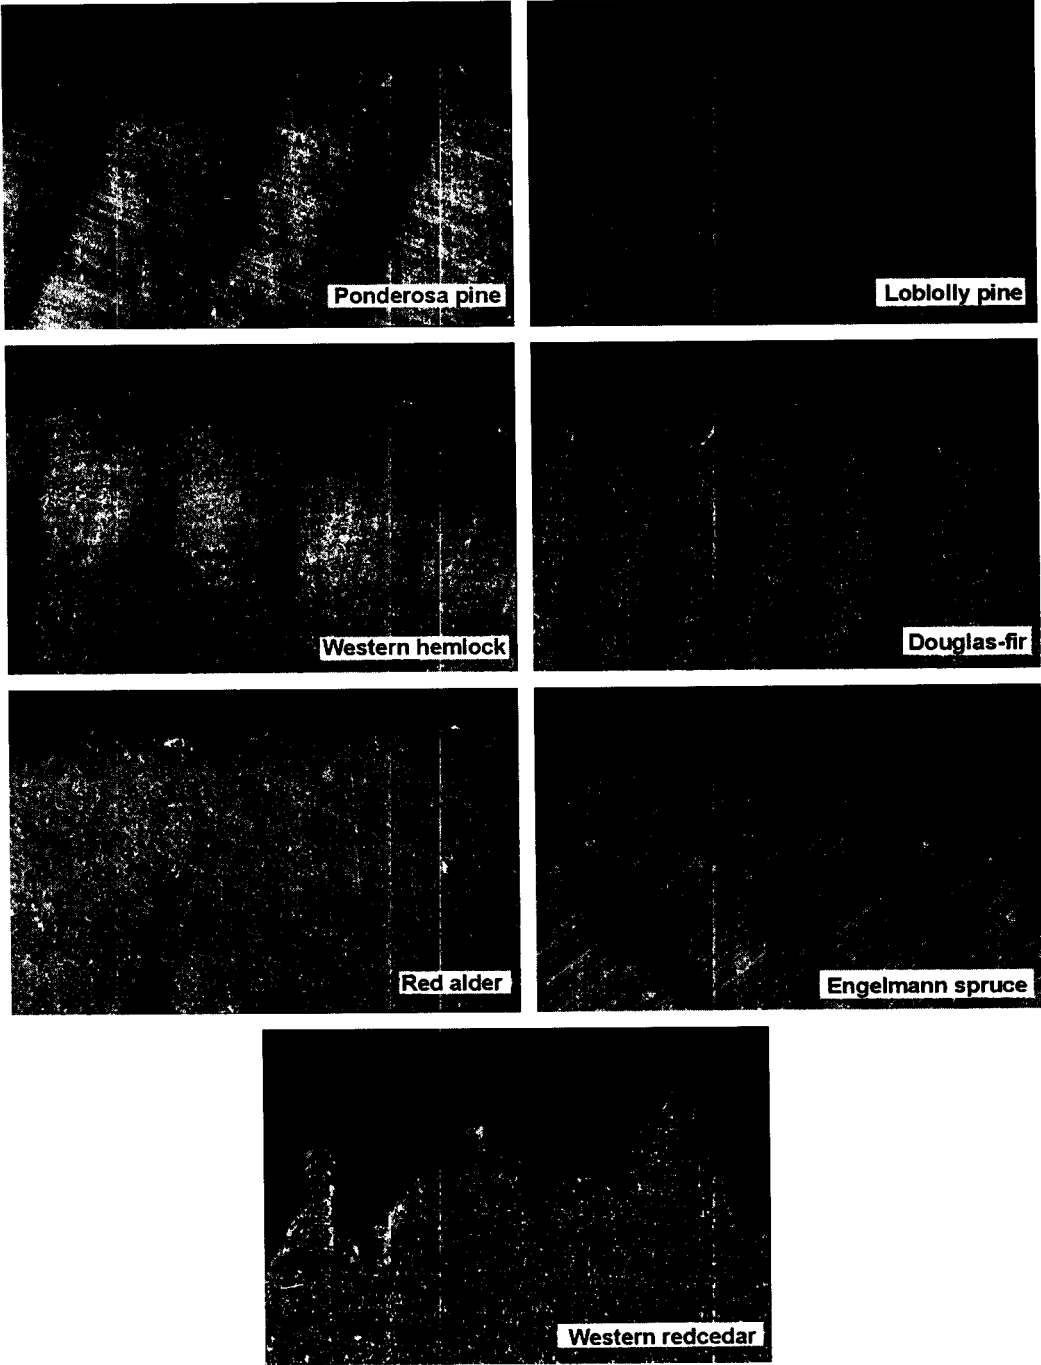 Ponderosa pine
Loblolly pine
Western hemlock
Douglas-fir
Red alder
Engelmann spruce
Western redcedar